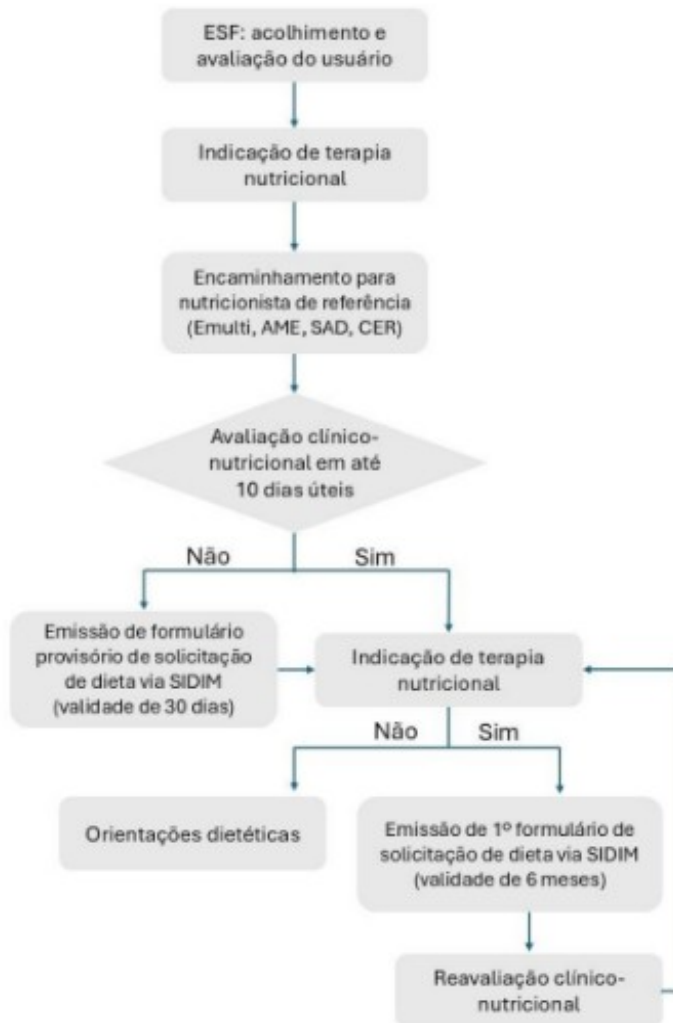 ESF: acolhimento e
avaliação do usuário
Indicação de terapia
nutricional
Encaminhamento para
nutricionista de referência
(Emulti, AME, SAD, CER)
Avaliação clínico-
nutricional em até
10 dias úteis
Não
Sim
Emissão de formulário
provisório de solicitação
de dieta via SIDIM
(validade de 30 dias)
Indicação de terapia
nutricional
Não
Sim
Orientações dietéticas
Emissão de 1º formulário de
solicitação de dieta via SIDIM
(validade de 6 meses)
Reavaliação clínico-
nutricional